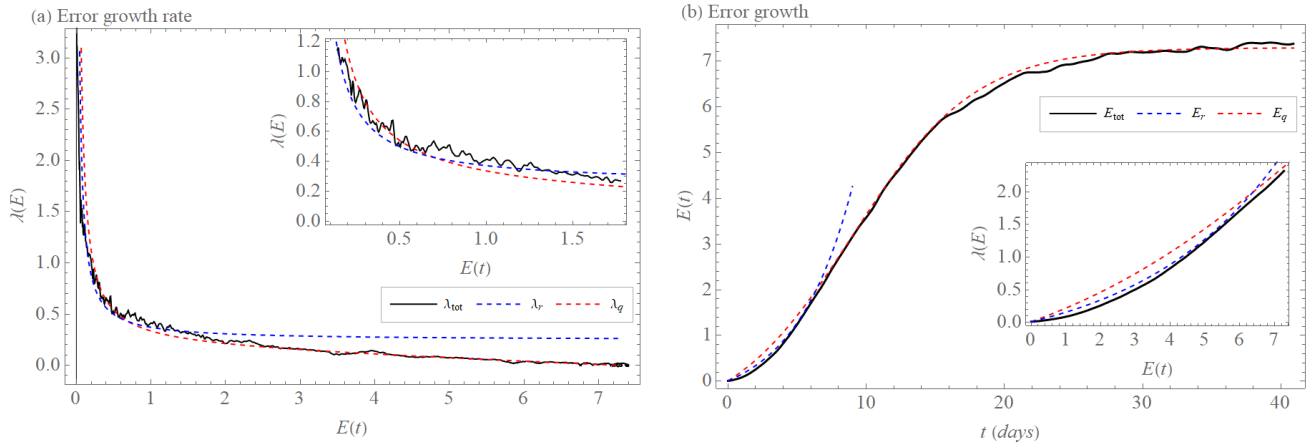 (a) Error growth rate
3.0
2.5
2.0
1.5
1.0
0.5
0.0
λ(E)
0 1 2 3 4 5 6 7
E(t)
1.2
1.0
0.8
0.6
0.4
0.2
0.0
λ(E)
0.5 1.0 1.5
E(t)
λtot λr λq
(b) Error growth
7
6
5
4
3
2
1
0
E(t)
0 10 20 30 40
t (days)
Etot Er Eq
2.0
1.5
1.0
0.5
0.0
λ(E)
0 1 2 3 4 5 6 7
E(t)